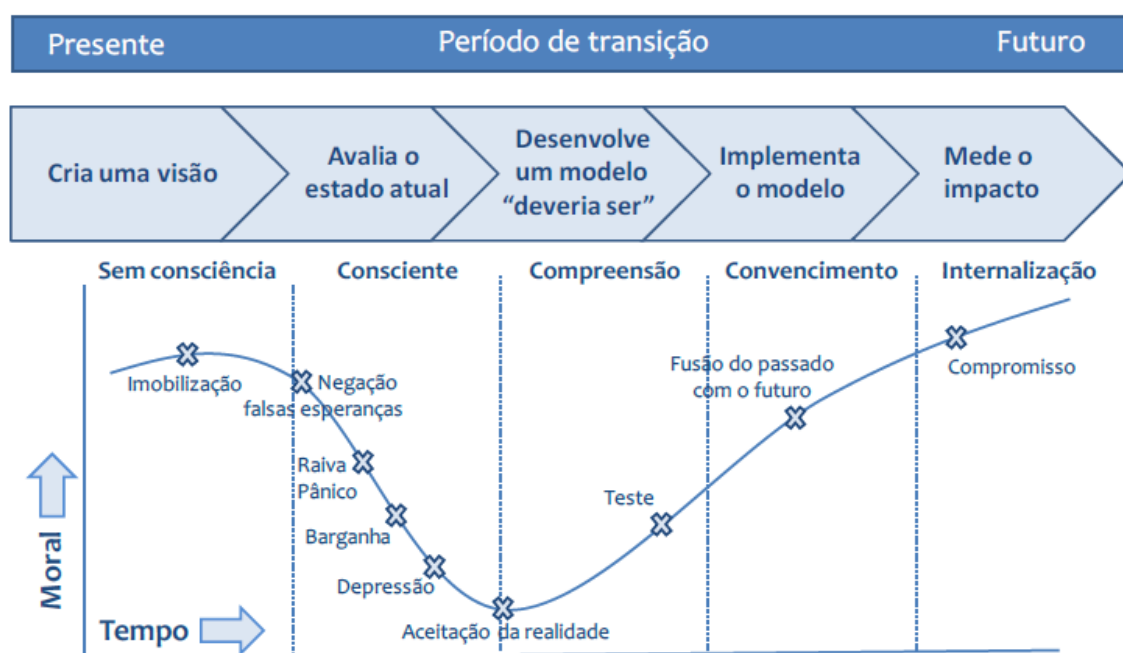 Presente
Período de transição
Futuro
Cria uma visão
Avalia o
estado atual
Desenvolve
um modelo
“deveria ser”
Implementa
o modelo
Mede o
impacto
Sem consciência
Consciente
Compreensão
Convencimento
Internalização
Imobilização
Negação
falsas esperanças
Raiva
Pânico
Barganha
Depressão
Aceitação da realidade
Teste
Fusão do passado
com o futuro
Compromisso
Moral
Tempo